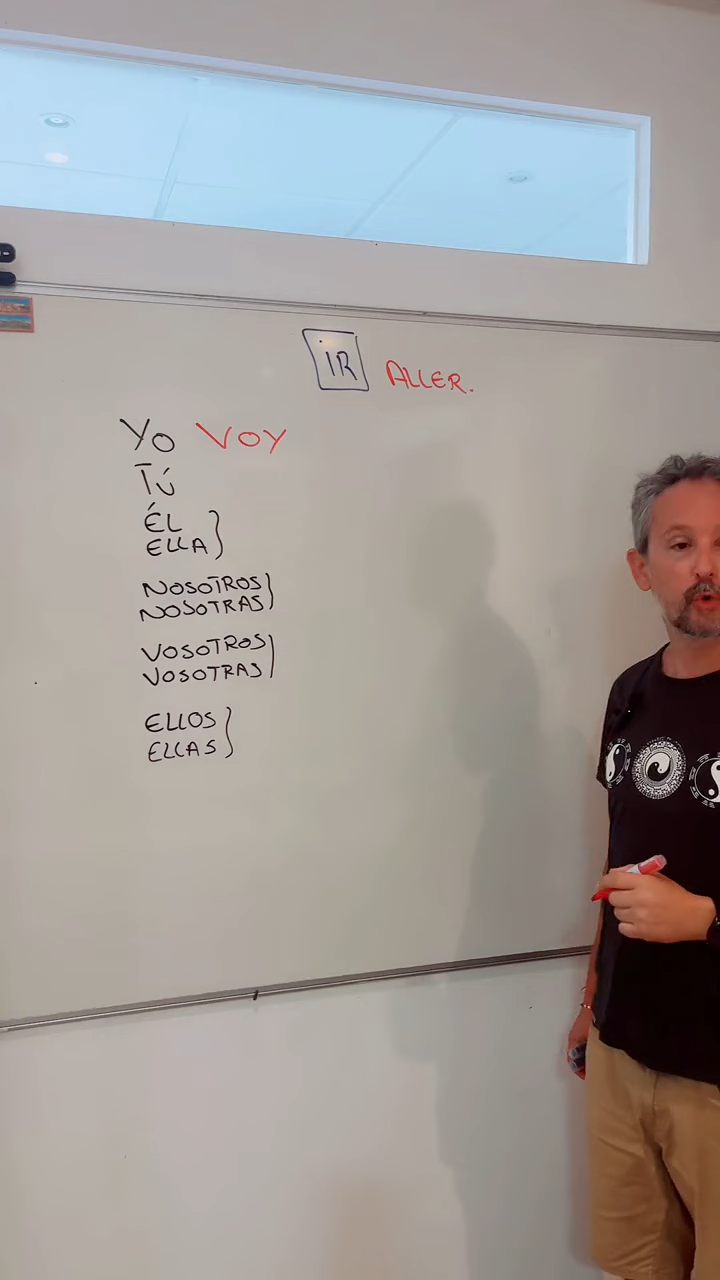 IR ALLER.
Yo VOY
TÚ
ÉL
ELLA
NOSOTROS
NOSOTRAS
VOSOTROS
VOSOTRAS
ELLOS
ELLAS